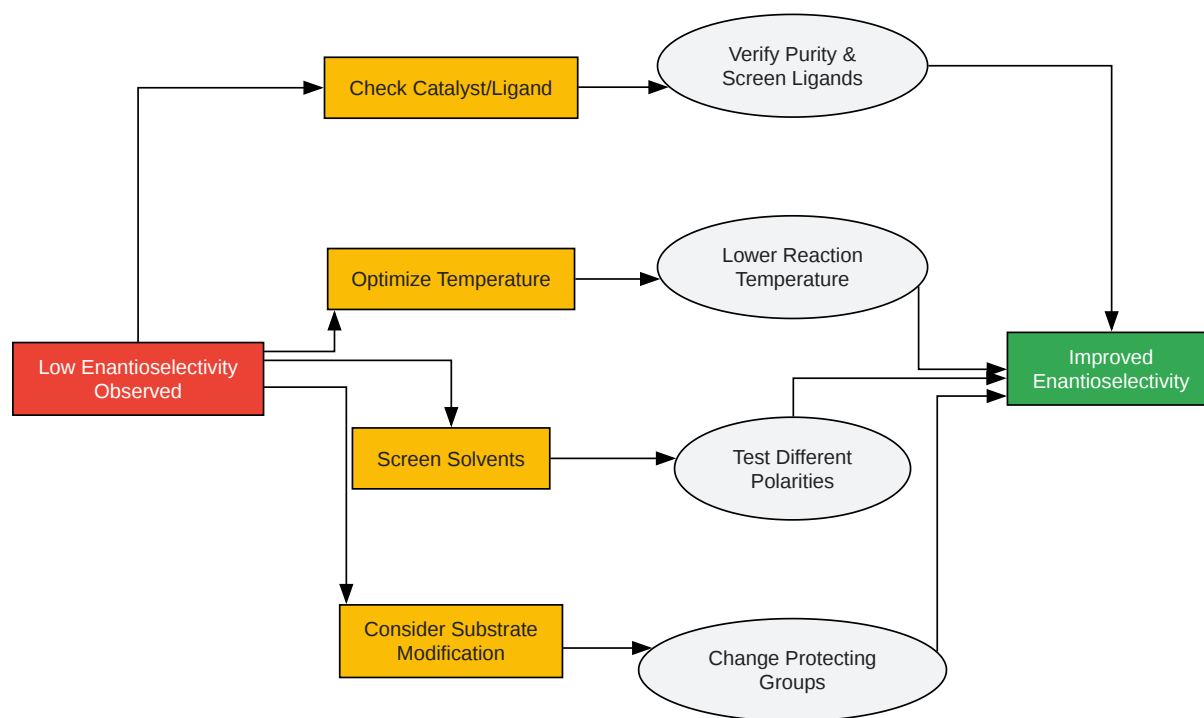 Verify Purity &
Screen Ligands
Check Catalyst/Ligand
Lower Reaction
Temperature
Optimize Temperature
Low Enantioselectivity
Observed
Improved
Enantioselectivity
Screen Solvents
Test Different
Polarities
Consider Substrate
Modification
Change Protecting
Groups